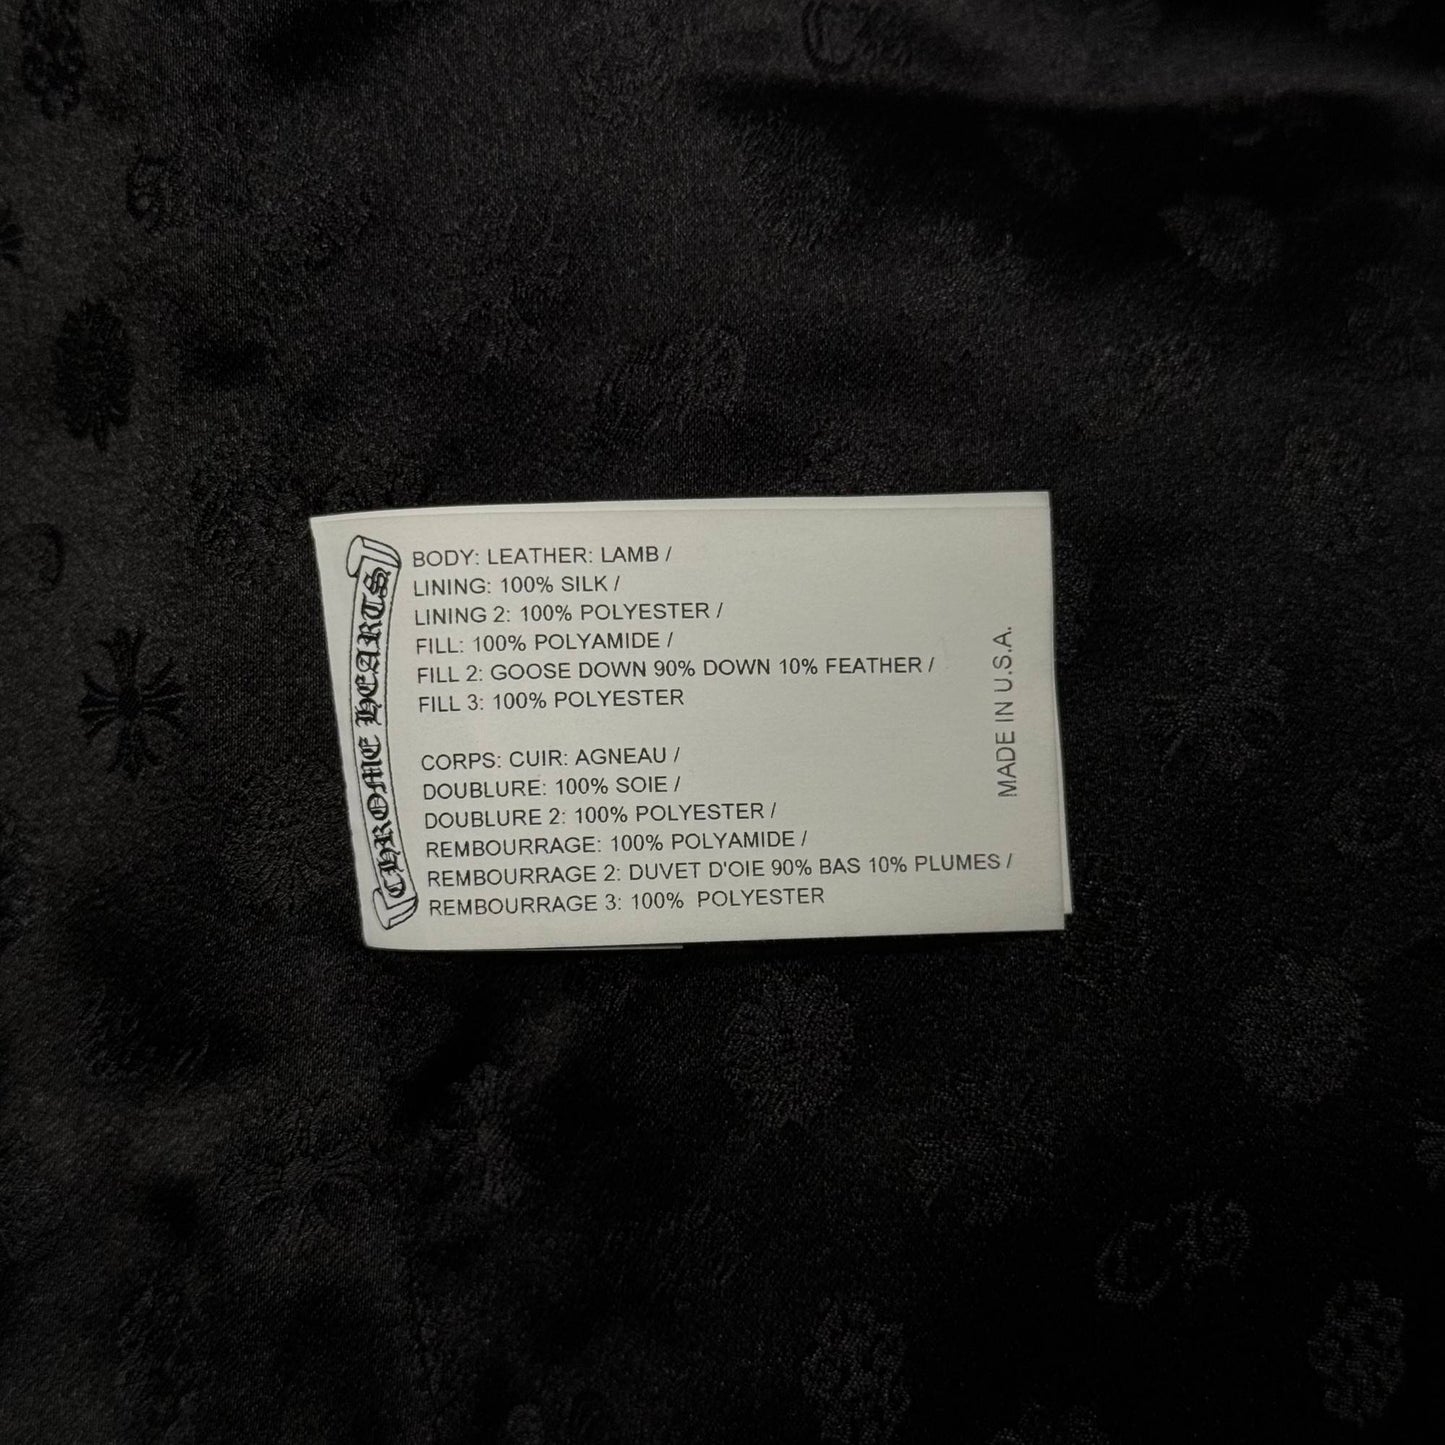 CHROME HEARTS
BODY: LEATHER: LAMB /
LINING: 100% SILK /
LINING 2: 100% POLYESTER /
FILL: 100% POLYAMIDE /
FILL 2: GOOSE DOWN 90% DOWN 10% FEATHER /
FILL 3: 100% POLYESTER
CORPS: CUIR: AGNEAU /
DOUBLURE: 100% SOIE /
DOUBLURE 2: 100% POLYESTER /
REMBOURRAGE: 100% POLYAMIDE /
REMBOURRAGE 2: DUVET D'OIE 90% BAS 10% PLUMES /
REMBOURRAGE 3: 100% POLYESTER
MADE IN U.S.A.